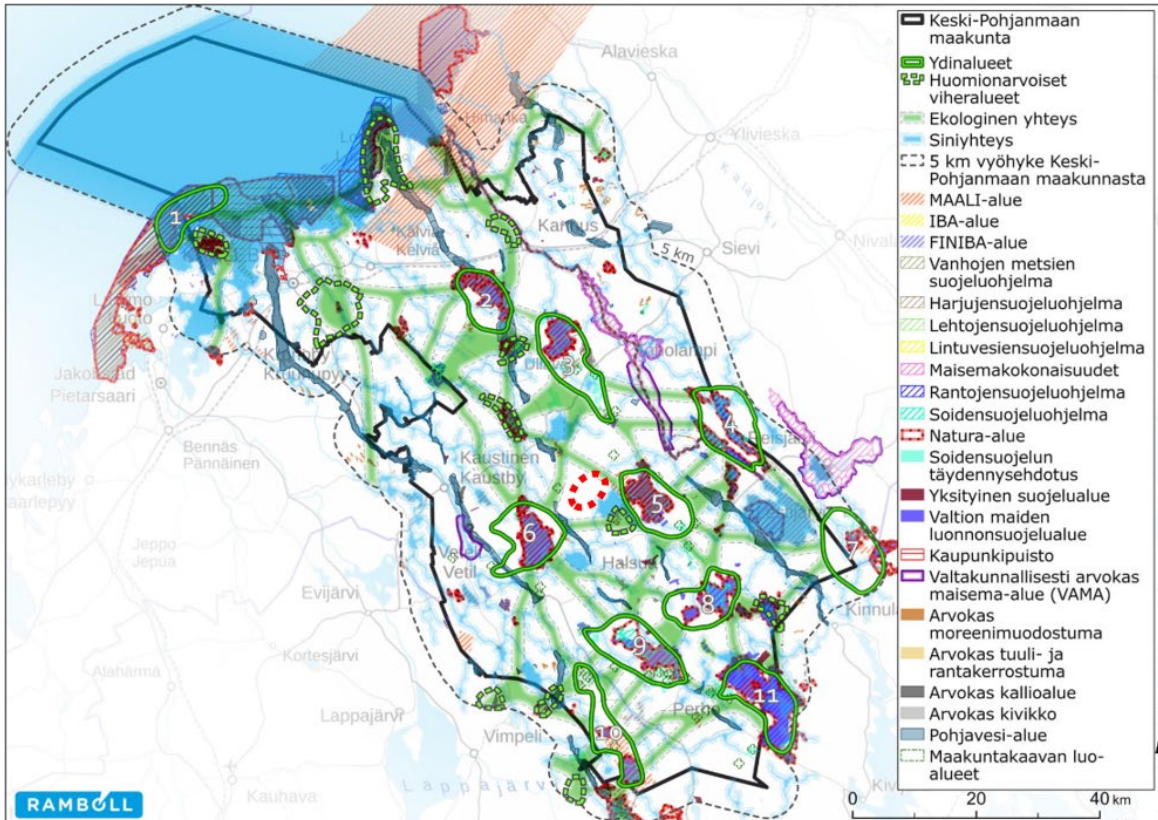 Keski-Pohjanmaan
maakunta
Ydinalueet
Huomionarvoiset
viheralueet
Ekologinen yhteys
Siniyhteys
5 km vyöhyke Keski-
Pohjanmaan maakunnasta
MAALI-alue
IBA-alue
FINIBA-alue
Vanhojen metsien
suojeluohjelma
Harjujensuojeluohjelma
Lehtojensuojeluohjelma
Lintuvesiensuojeluohjelma
Maisemakokonaisuudet
Rantojensuojeluohjelma
Soidensuojeluohjelma
Natura-alue
Soidensuojelun
täydennysehdotus
Yksityinen suojelualue
Valtion maiden
luonnonsuojelualue
Kaupunkipuisto
Valtakunnallisesti arvokas
maisema-alue (VAMA)
Arvokas
moreenimuodostuma
Arvokas tuuli- ja
rantakerrostuma
Arvokas kallioalue
Arvokas kivikko
Pohjavesi-alue
Maakuntakaavan luo-
alueet
Alavieska
Himanka
Ylivieska
Kalajoki
1
Kannus
Kälviä
Kelviä
Sievi
Nivala
5 km
2
3
Pietarsaari
4
Bennäs
Pännäinen
Kaustinen
Kaustby
5
6
7
Jeppo
Jepua
Vetil
Halsua
Evijärvi
8
Kinnula
Kortesjärvi
9
Alahärmä
11
Perho
Lappajärvi
10
Vimpeli
Lappajärvi
Kauhava
RAMBOLL
0 20 40 km